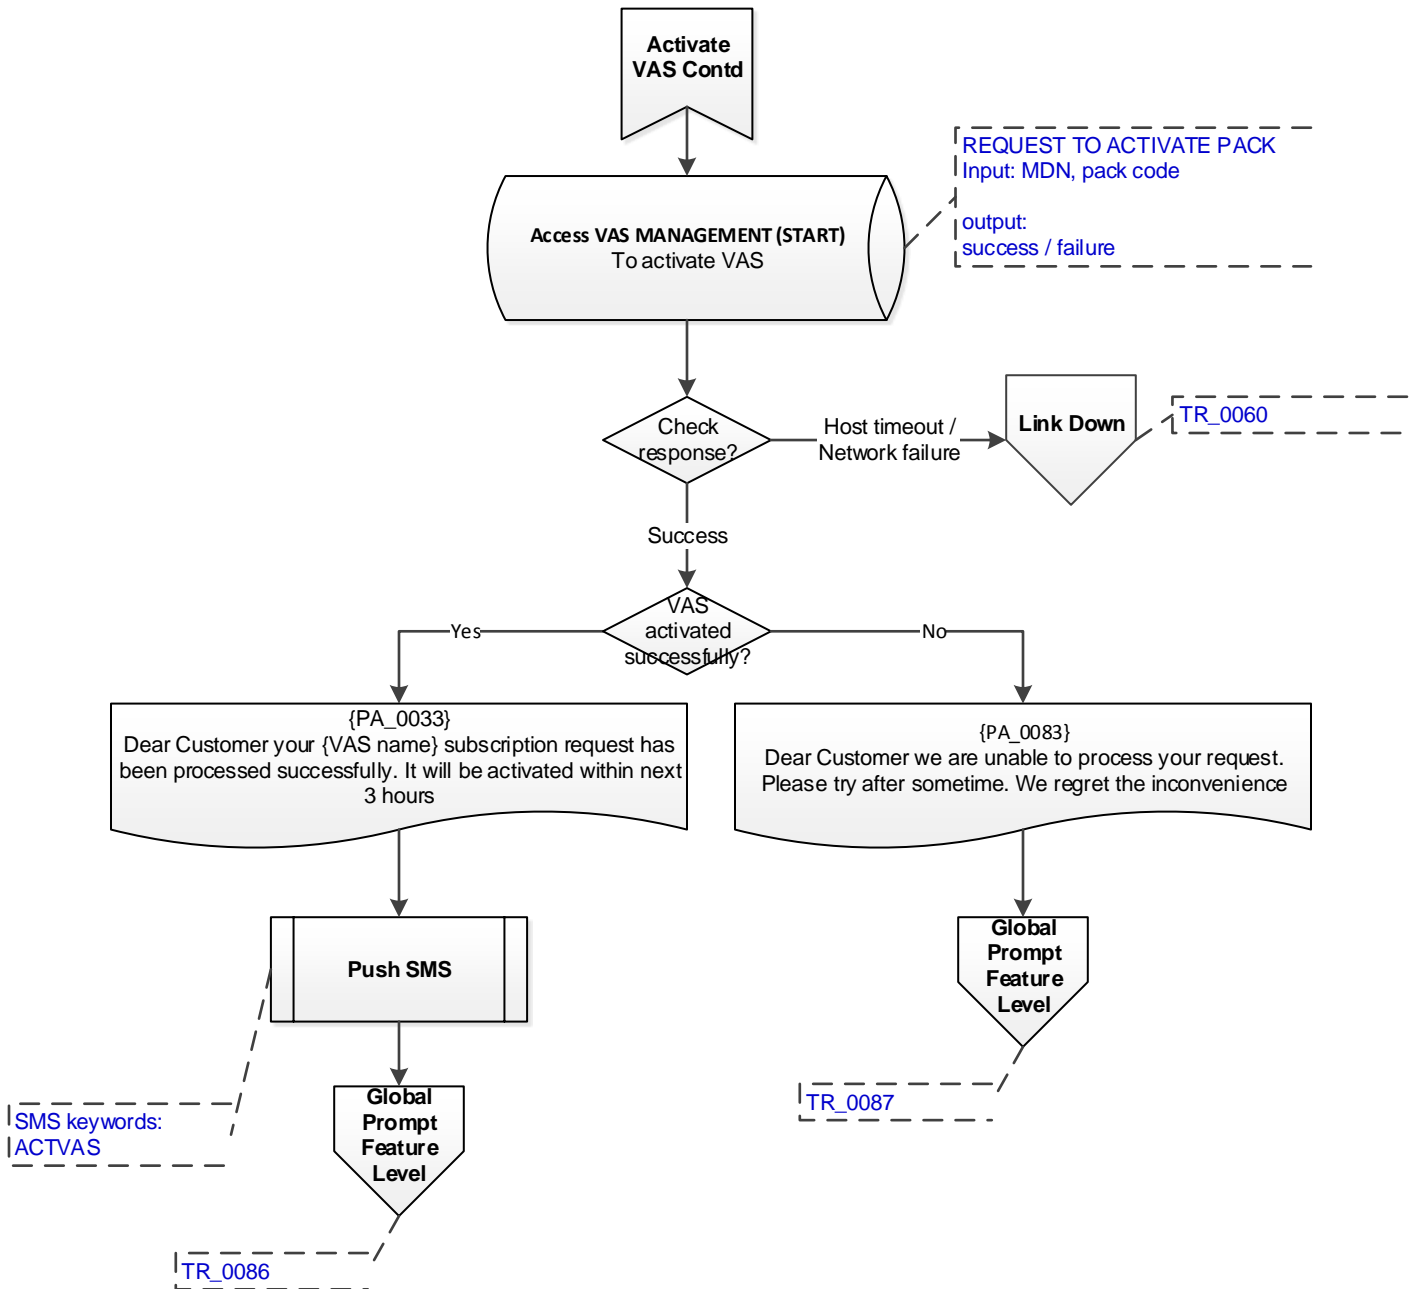 Activate
VAS Contd
REQUEST TO ACTIVATE PACK
Input: MDN, pack code
output:
success / failure
Access VAS MANAGEMENT (START)
To activate VAS
Check
response?
Host timeout /
Network failure
Link Down
TR_0060
Success
VAS
activated
successfully?
Yes
No
{PA_0033}
Dear Customer your {VAS name} subscription request has
been processed successfully. It will be activated within next
3 hours
{PA_0083}
Dear Customer we are unable to process your request.
Please try after sometime. We regret the inconvenience
Push SMS
Global
Prompt
Feature
Level
SMS keywords:
ACTVAS
Global
Prompt
Feature
Level
TR_0087
TR_0086